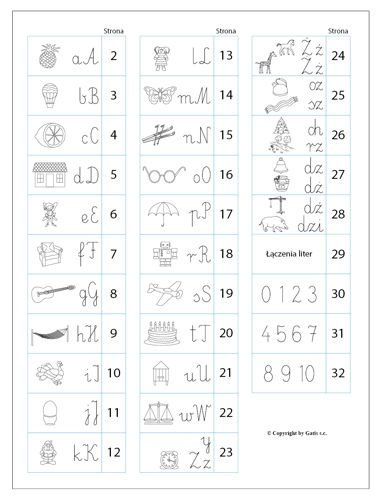 Strona
aA 2
bB 3
cC 4
dD 5
eE 6
fF 7
gG 8
hH 9
iI 10
jJ 11
kK 12
Strona
lL 13
mM 14
nN 15
oO 16
pP 17
rR 18
sS 19
tT 20
uU 21
wW 22
y
Zz 23
Strona
Żż
Źź 24
cz
sz 25
ch
rz 26
dz
dż 27
dź
dzi 28
Łączenia liter 29
0 1 2 3 30
4 5 6 7 31
8 9 10 32
© Copyright by Gatis s.c.